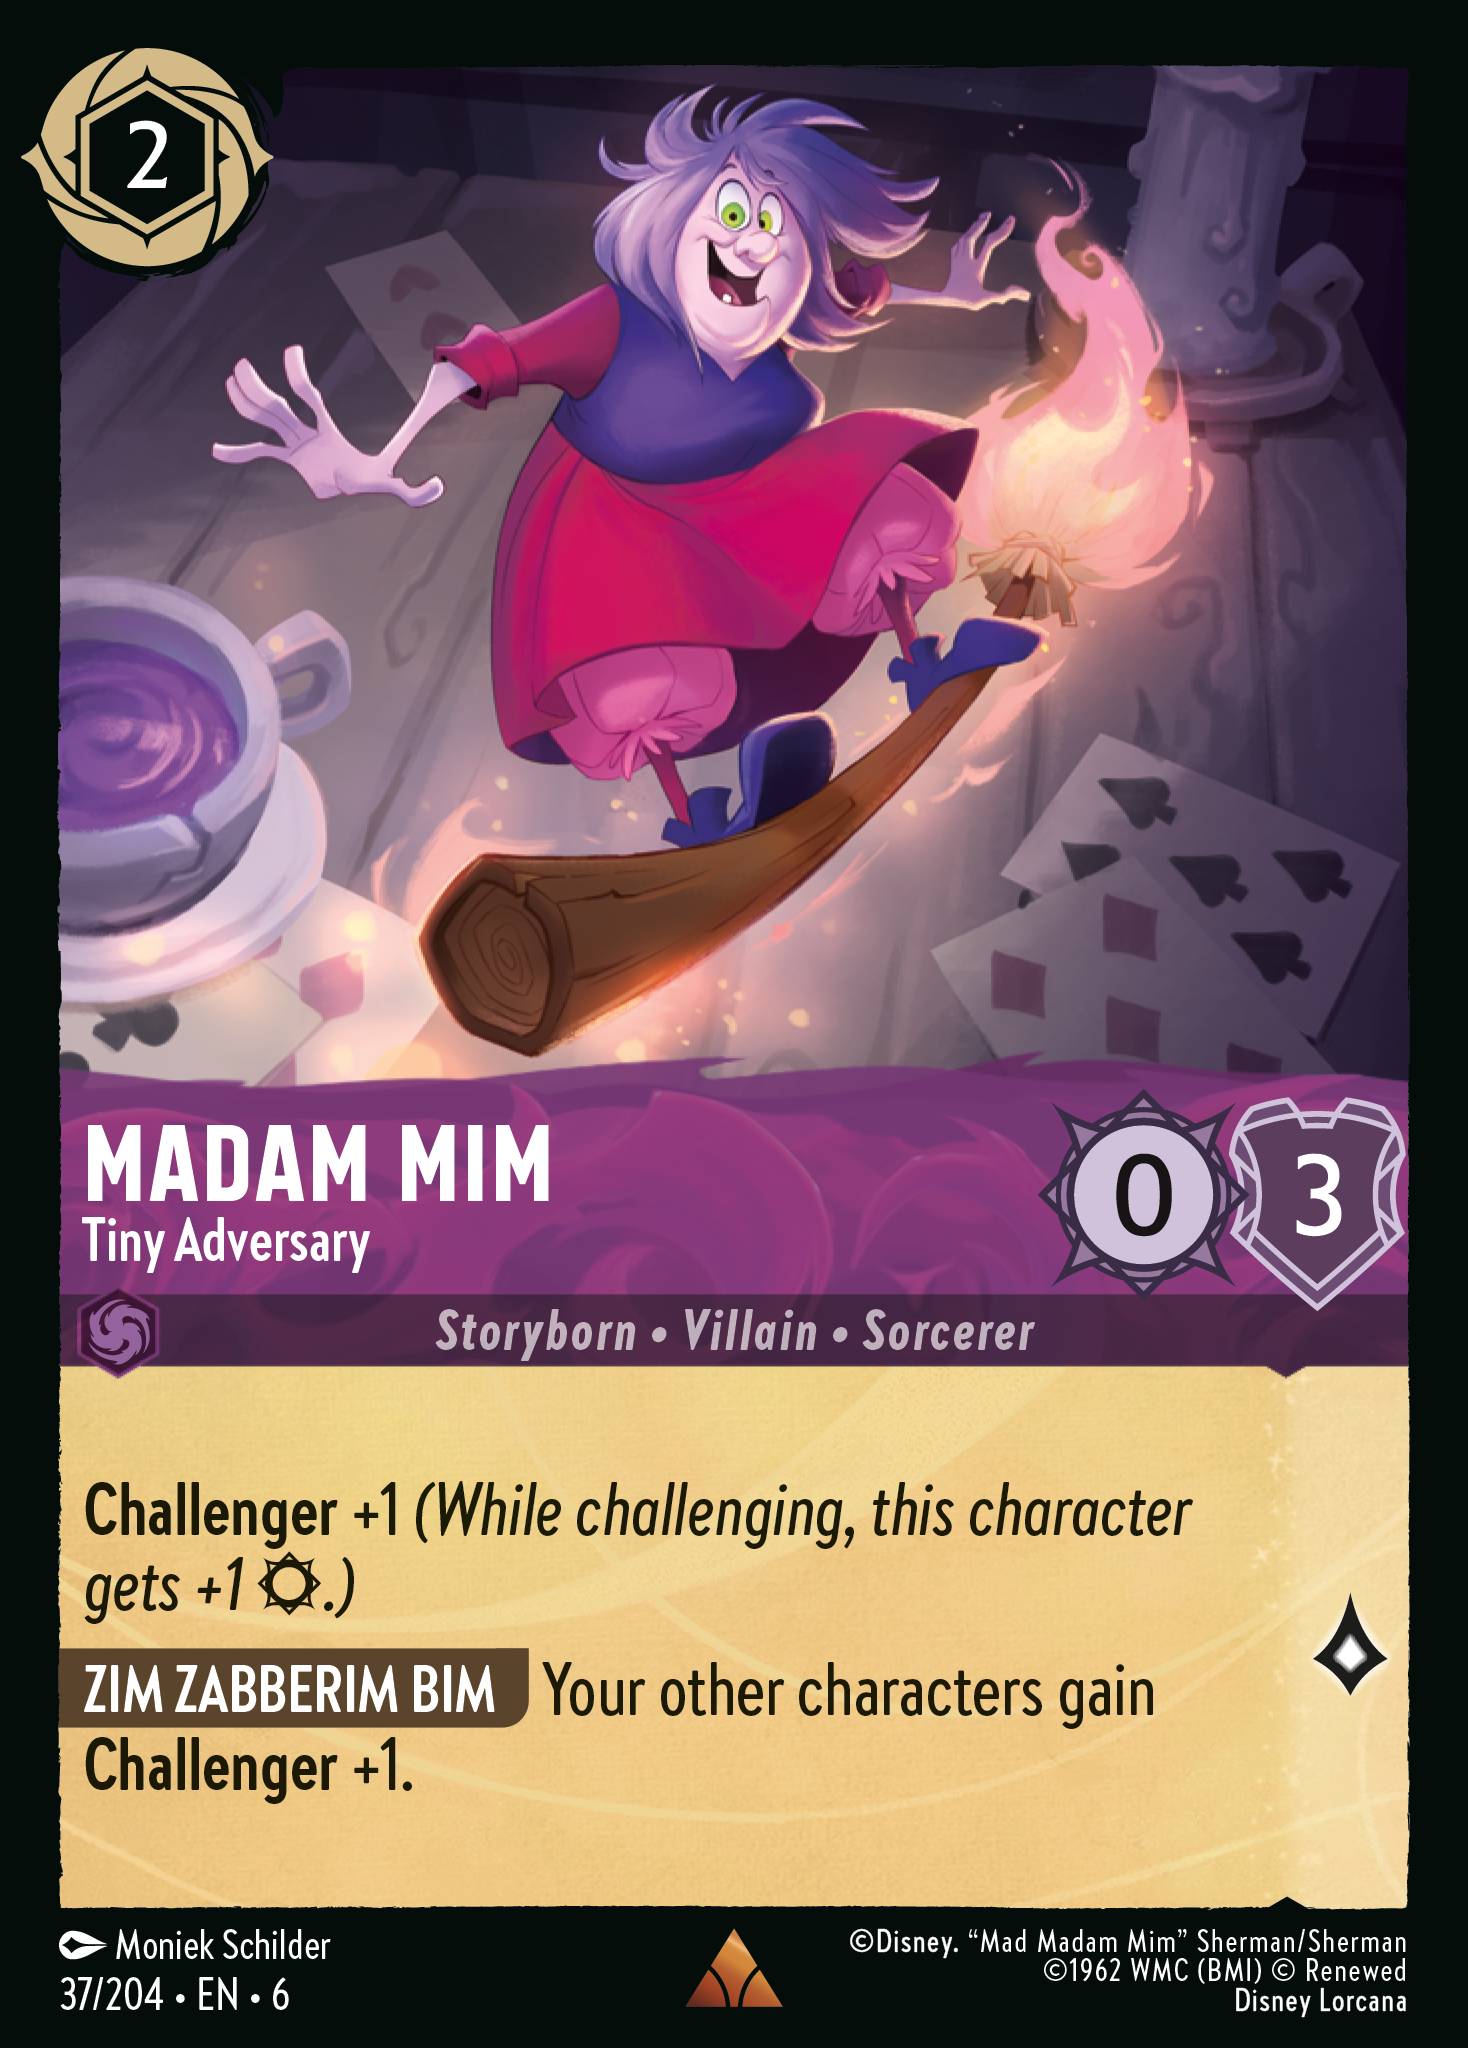 2
MADAM MIM
Tiny Adversary
0
3
Storyborn • Villain • Sorcerer
Challenger +1 (While challenging, this character
gets +1 .)
ZIM ZABBERIM BIM Your other characters gain
Challenger +1.
Moniek Schilder
37/204 • EN • 6
©Disney. “Mad Madam Mim” Sherman/Sherman
©1962 WMC (BMI) © Renewed
Disney Lorcana